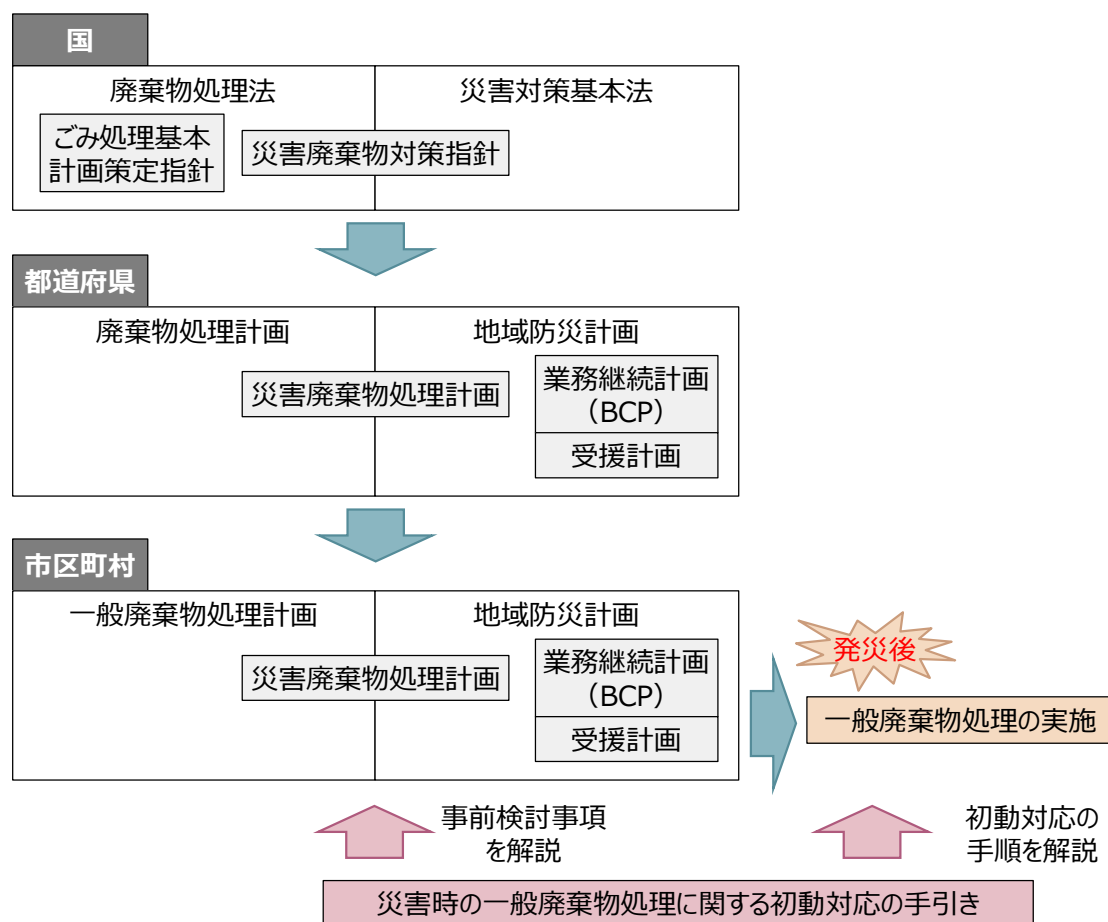 国
廃棄物処理法
災害対策基本法
ごみ処理基本
計画策定指針
災害廃棄物対策指針
都道府県
廃棄物処理計画
地域防災計画
災害廃棄物処理計画
業務継続計画
（BCP）
受援計画
市区町村
一般廃棄物処理計画
地域防災計画
災害廃棄物処理計画
業務継続計画
（BCP）
受援計画
発災後
一般廃棄物処理の実施
事前検討事項
を解説
初動対応の
手順を解説
災害時の一般廃棄物処理に関する初動対応の手引き